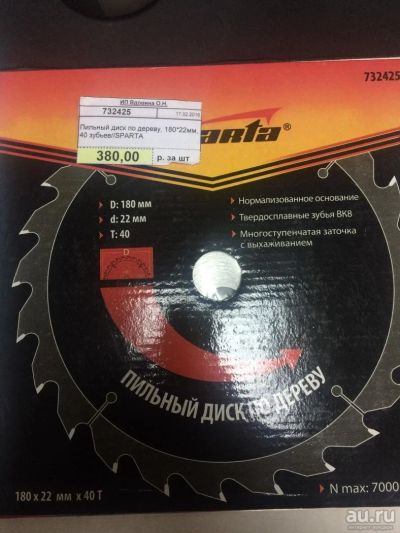 732425
ИП Вдовина О.Н.
732425 17.02.2016
Пильный диск по дереву, 180*22мм,
40 зубьев//SPARTA
380,00 р. за шт
arta
D: 180 мм
d: 22 мм
T: 40
D
• Нормализованное основание
• Твердосплавные зубья ВК8
• Многоступенчатая заточка
с выхаживанием
ПИЛЬНЫЙ ДИСК ПО ДЕРЕВУ
180 x 22 мм x 40 T
N max: 7000
au.ru